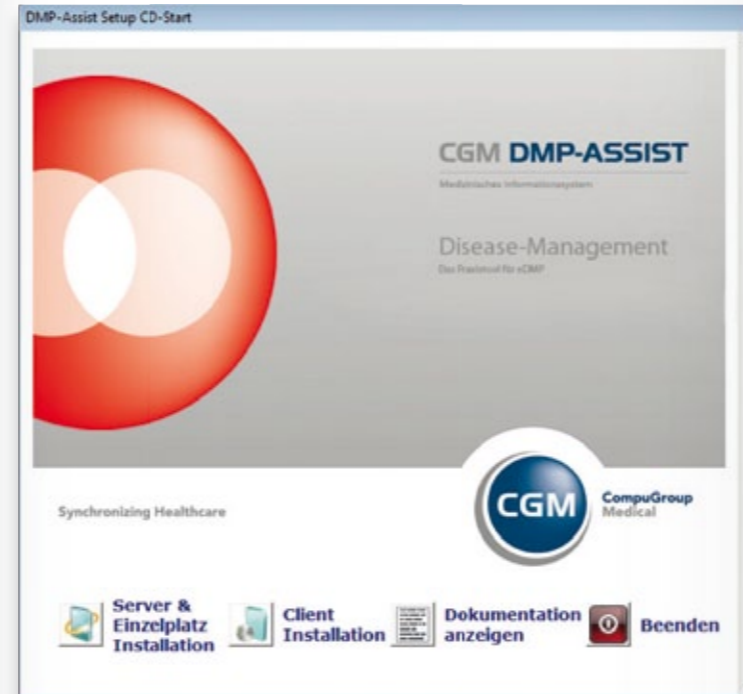 DMP-Assist Setup CD-Start
CGM DMP-ASSIST
Medizinisches Informationssystem
Disease-Management
Das Praxistool für eDMP
Synchronizing Healthcare
CGM
CompuGroup
Medical
Server &
Einzelplatz
Installation
Client
Installation
Dokumentation
anzeigen
Beenden